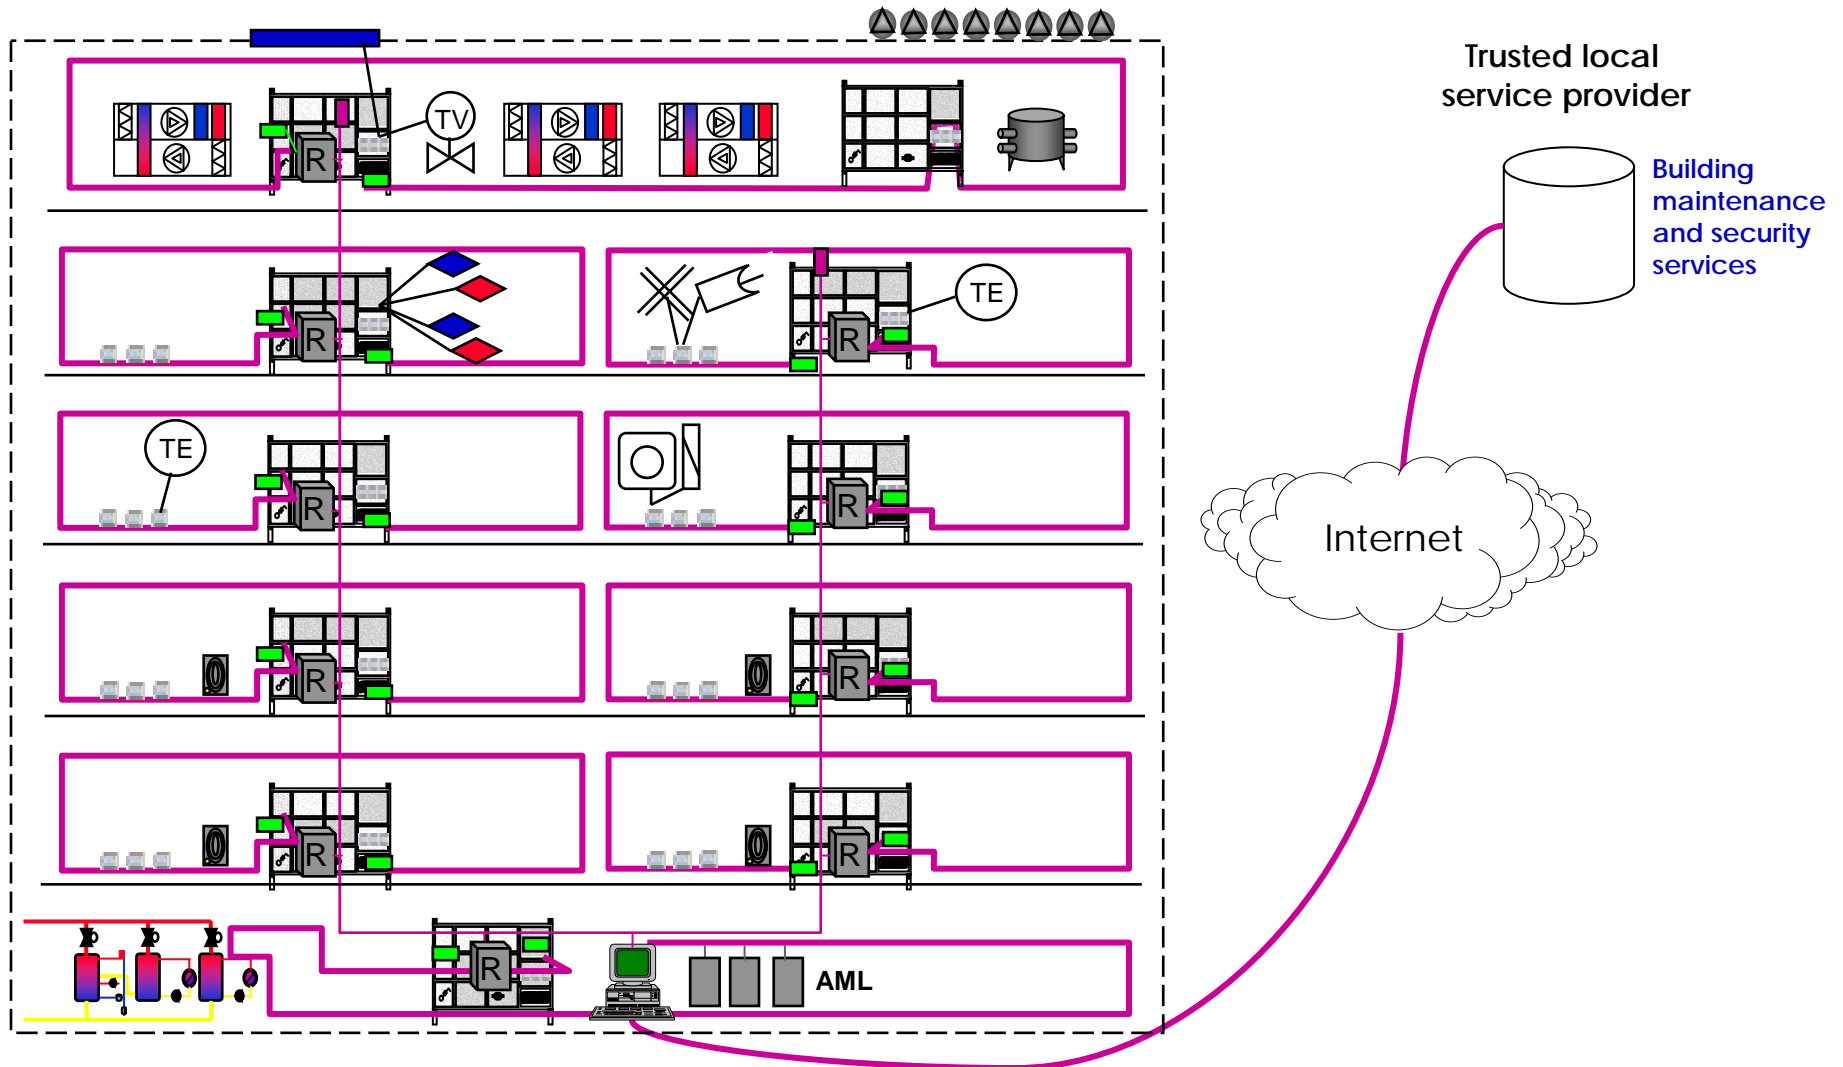 Trusted local
service provider
Building
maintenance
and security
services
TV
R
TE
R
R
TE
R
R
Internet
R
R
R
R
R
AML